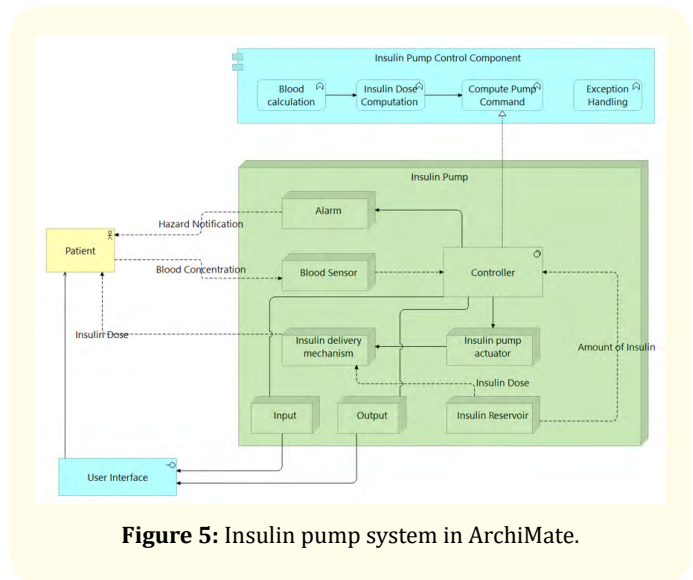 Insulin Pump Control Component
Blood
calculation
Insulin Dose
Computation
Compute Pump
Command
Exception
Handling
Insulin Pump
Alarm
Hazard Notification
Patient
Blood Concentration
Blood Sensor
Controller
Insulin Dose
Insulin delivery
mechanism
Insulin pump
actuator
Amount of Insulin
Insulin Dose
Input
Output
Insulin Reservoir
User Interface
Figure 5: Insulin pump system in ArchiMate.